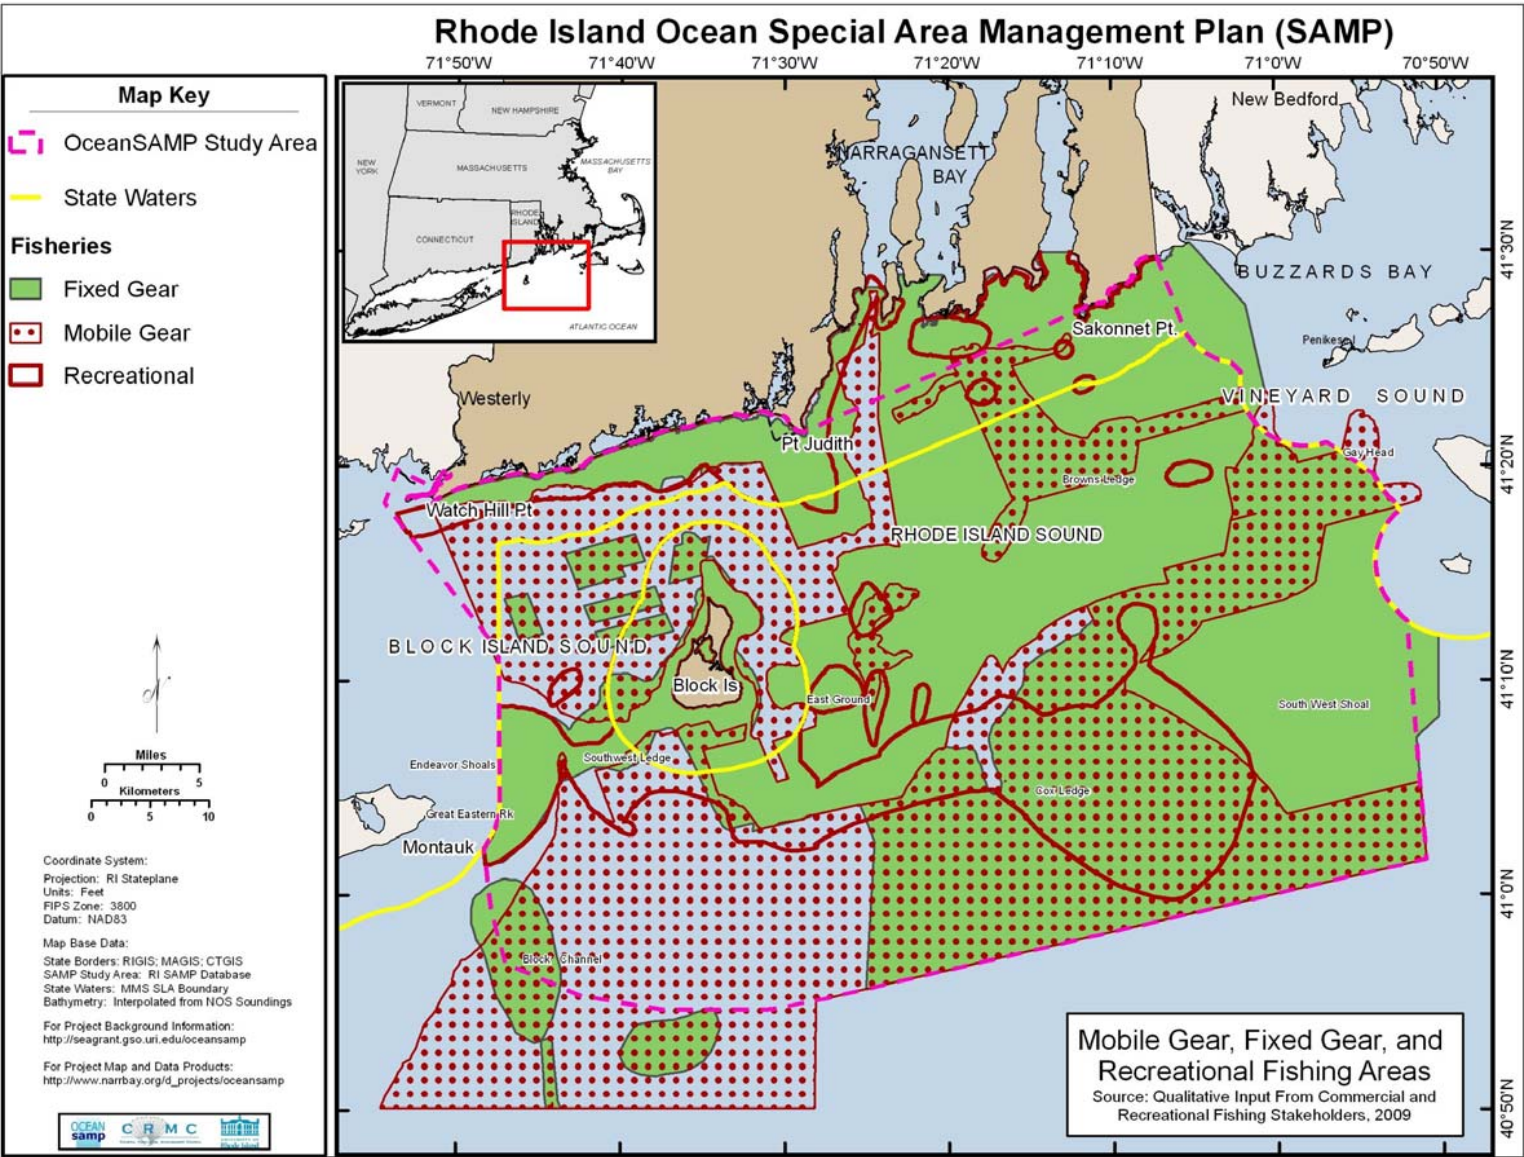 Rhode Island Ocean Special Area Management Plan (SAMP)
71°50'W
71°40'W
71°30'W
71°20'W
71°10'W
71°0'W
70°50'W
Map Key
OceanSAMP Study Area
State Waters
Fisheries
Fixed Gear
Mobile Gear
Recreational
VERMONT
NEW HAMPSHIRE
NEW
YORK
MASSACHUSETTS
MASSACHUSETTS
BAY
RHODE
ISLAND
CONNECTICUT
ATLANTIC OCEAN
New Bedford
NARRAGANSETT
BAY
BUZZARDS BAY
Sakonnet Pt.
Penikese I
Westerly
VINEYARD SOUND
Pt Judith
Gay Head
Browns Ledge
Watch Hill Pt
RHODE ISLAND SOUND
BLOCK ISLAND SOUND
Block Is
East Ground
South West Shoal
Southwest Ledge
Endeavor Shoals
Cox Ledge
Great Eastern Rk
Montauk
Block Channel
41°30'N
41°20'N
41°10'N
41°0'N
40°50'N
Miles
0 5
Kilometers
0 5 10
Coordinate System:
Projection: RI Stateplane
Units: Feet
FIPS Zone: 3800
Datum: NAD83
Map Base Data:
State Borders: RIGIS; MAGIS; CTGIS
SAMP Study Area: RI SAMP Database
State Waters: MMS SLA Boundary
Bathymetry: Interpolated from NOS Soundings
For Project Background Information:
http://seagrant.gso.uri.edu/oceansamp
For Project Map and Data Products:
http://www.narrbay.org/d_projects/oceansamp
OCEAN
samp
CRMC
Mobile Gear, Fixed Gear, and
Recreational Fishing Areas
Source: Qualitative Input From Commercial and
Recreational Fishing Stakeholders, 2009